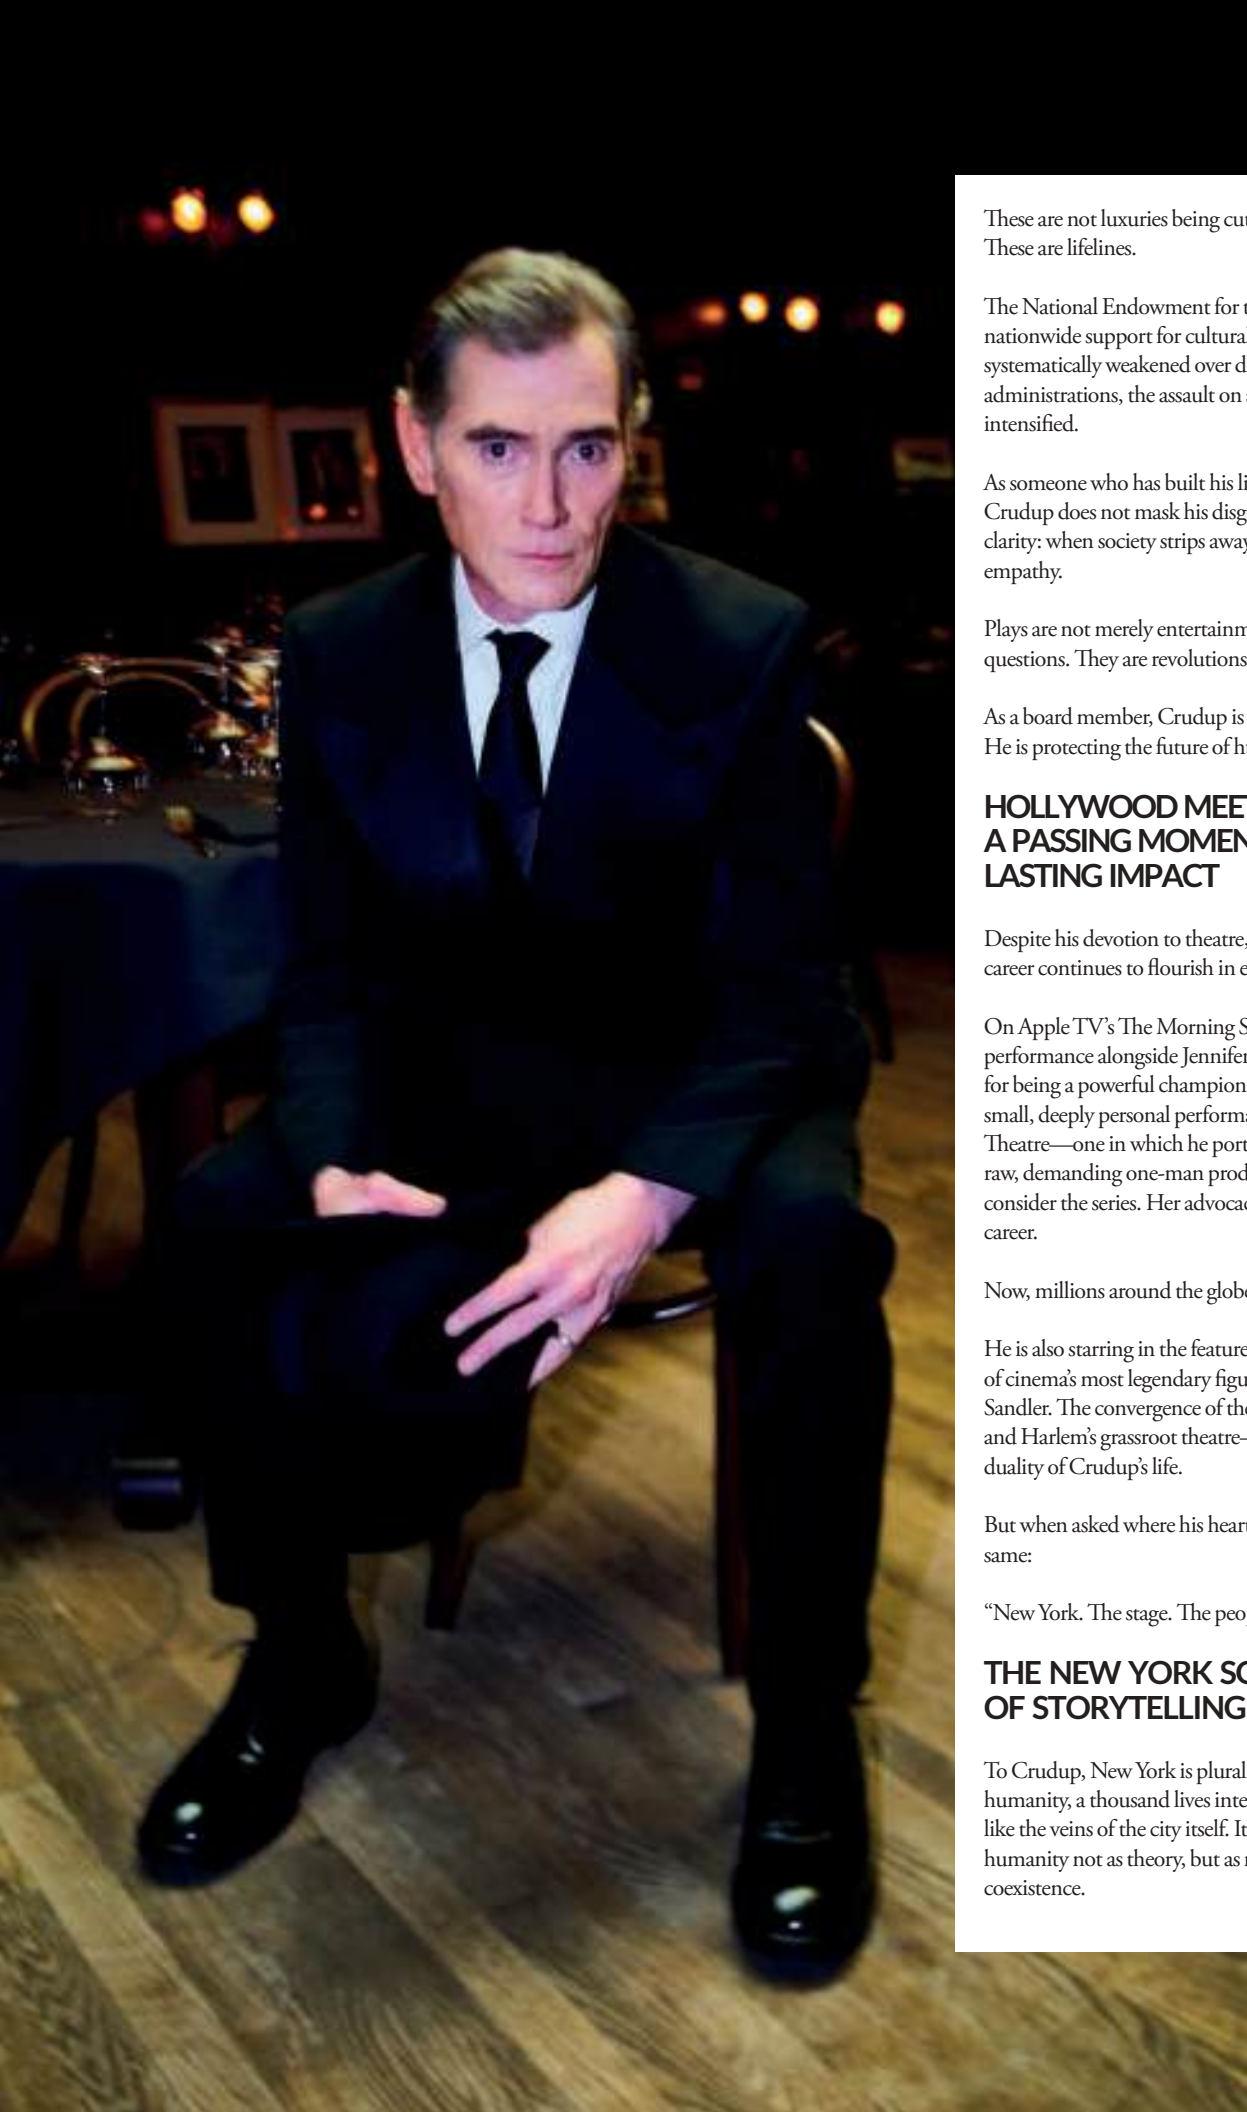 These are not luxuries being cut
These are lifelines.
The National Endowment for t
nationwide support for cultural
systematically weakened over d
administrations, the assault on
intensified.
As someone who has built his li
Crudup does not mask his disg
clarity: when society strips away
empathy.
Plays are not merely entertainm
questions. They are revolutions
As a board member, Crudup is
He is protecting the future of h
HOLLYWOOD MEET
A PASSING MOMEN
LASTING IMPACT
Despite his devotion to theatre,
career continues to flourish in e
On Apple TV’s The Morning S
performance alongside Jennifer
for being a powerful champion
small, deeply personal performa
Theatre—one in which he port
raw, demanding one-man prod
consider the series. Her advocac
career.
Now, millions around the globe
He is also starring in the feature
of cinema’s most legendary figu
Sandler. The convergence of the
and Harlem’s grassroot theatre–
duality of Crudup’s life.
But when asked where his heart
same:
“New York. The stage. The peop
THE NEW YORK SC
OF STORYTELLING
To Crudup, New York is plural
humanity, a thousand lives inte
like the veins of the city itself. It
humanity not as theory, but as r
coexistence.